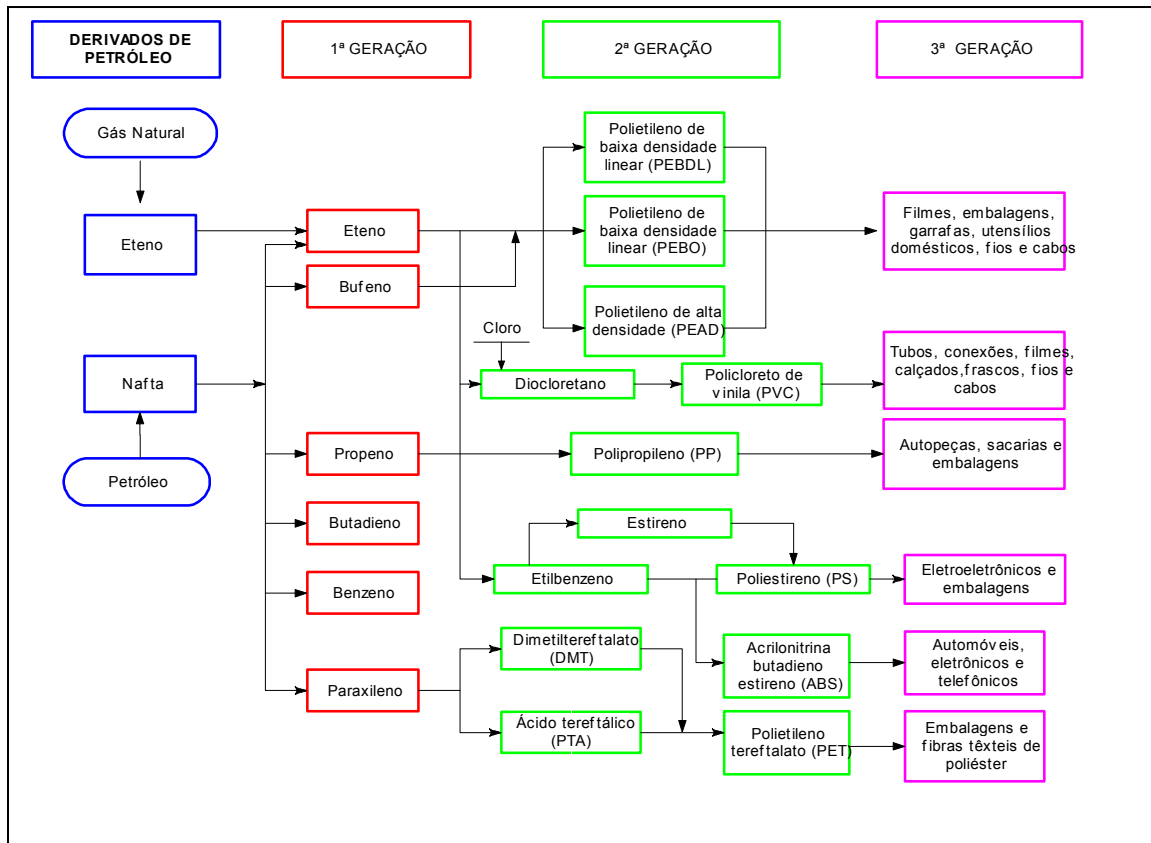 DERIVADOS DE
PETRÓLEO
1ª GERAÇÃO
2ª GERAÇÃO
3ª GERAÇÃO
Gás Natural
Eteno
Nafta
Petróleo
Eteno
Bufeno
Propeno
Butadieno
Benzeno
Paraxileno
Polietileno de
baixa densidade
linear (PEBDL)
Polietileno de
baixa densidade
linear (PEBO)
Polietileno de alta
densidade (PEAD)
Cloro
Diocloretano
Policloreto de
vinila (PVC)
Polipropileno (PP)
Estireno
Etilbenzeno
Poliestireno (PS)
Dimetiltereftalato
(DMT)
Acrilonitrina
butadieno
estireno (ABS)
Ácido tereftálico
(PTA)
Polietileno
tereftalato (PET)
Filmes, embalagens,
garrafas, utensílios
domésticos, fios e
cabos
Tubos, conexões, filmes,
calçados,frascos, fios e
cabos
Autopeças, sacarias e
embalagens
Eletroeletrônicos e
embalagens
Automóveis,
eletrônicos e
telefônicos
Embalagens e
fibras têxteis de
poliéster